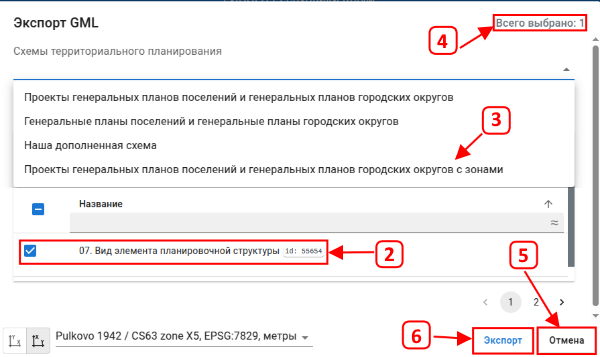 Экспорт GML
Всего выбрано: 1
4
Схемы территориального планирования
Проекты генеральных планов поселений и генеральных планов городских округов
Генеральные планы поселений и генеральные планы городских округов
3
Наша дополненная схема
Проекты генеральных планов поселений и генеральных планов городских округов с зонами
Название
≈
07. Вид элемента планировочной структуры id: 55654
2
5
1 2
Pulkovo 1942 / CS63 zone X5, EPSG:7829, метры
6
Экспорт
Отмена